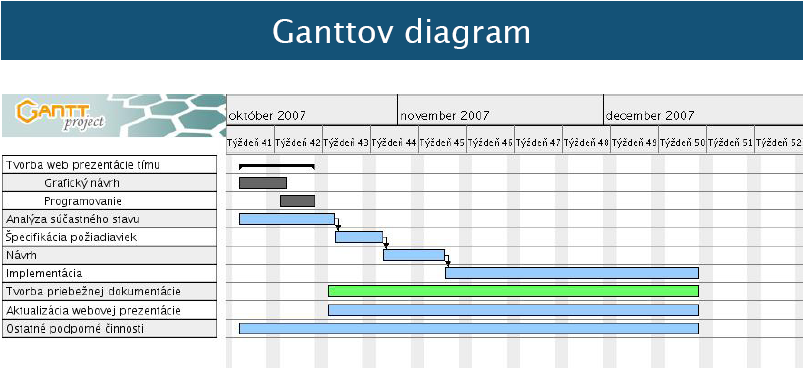 Ganttov diagram
GANTT
project
október 2007
november 2007
december 2007
Týždeň 41 Týždeň 42 Týždeň 43 Týždeň 44 Týždeň 45 Týždeň 46 Týždeň 47 Týždeň 48 Týždeň 49 Týždeň 50 Týždeň 51 Týždeň 52
Tvorba web prezentácie tímu
Grafický návrh
Programovanie
Analýza súčastného stavu
Špecifikácia požiadiaviek
Návrh
Implementácia
Tvorba priebežnej dokumentácie
Aktualizácia webovej prezentácie
Ostatné podporné činnosti